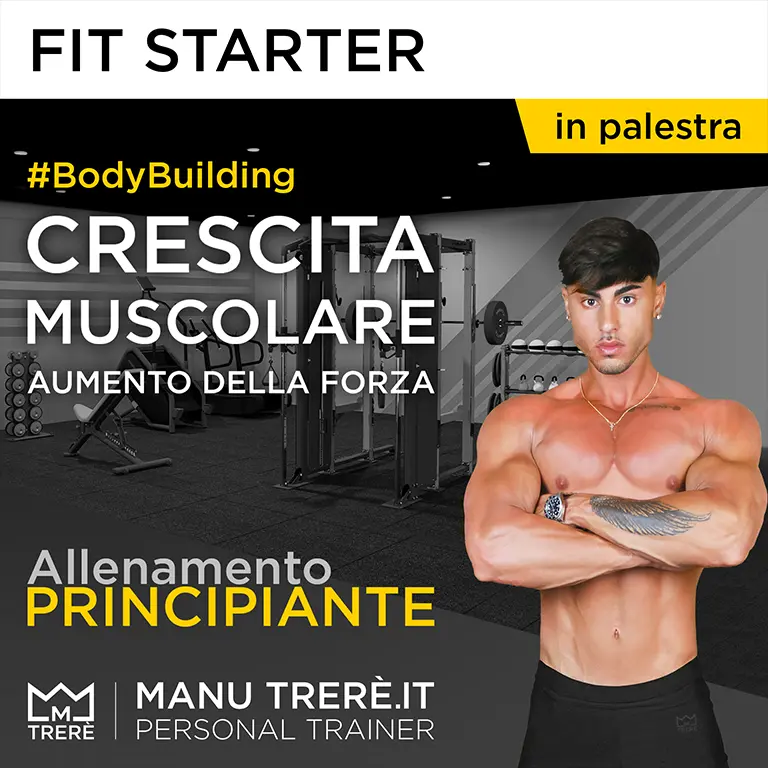 FIT STARTER
in palestra
#BodyBuilding
CRESCITA
MUSCOLARE
AUMENTO DELLA FORZA
Allenamento
PRINCIPIANTE
M
TRERÈ
MANU TRERÈ.IT
PERSONAL TRAINER